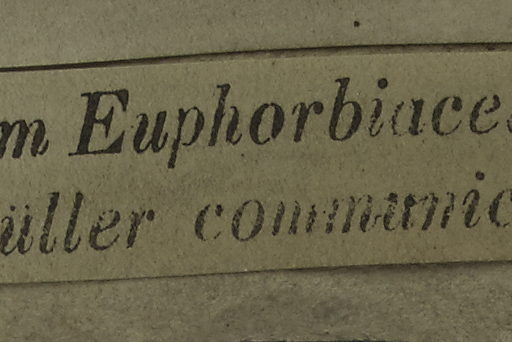 m Euphorbiace
üller communic